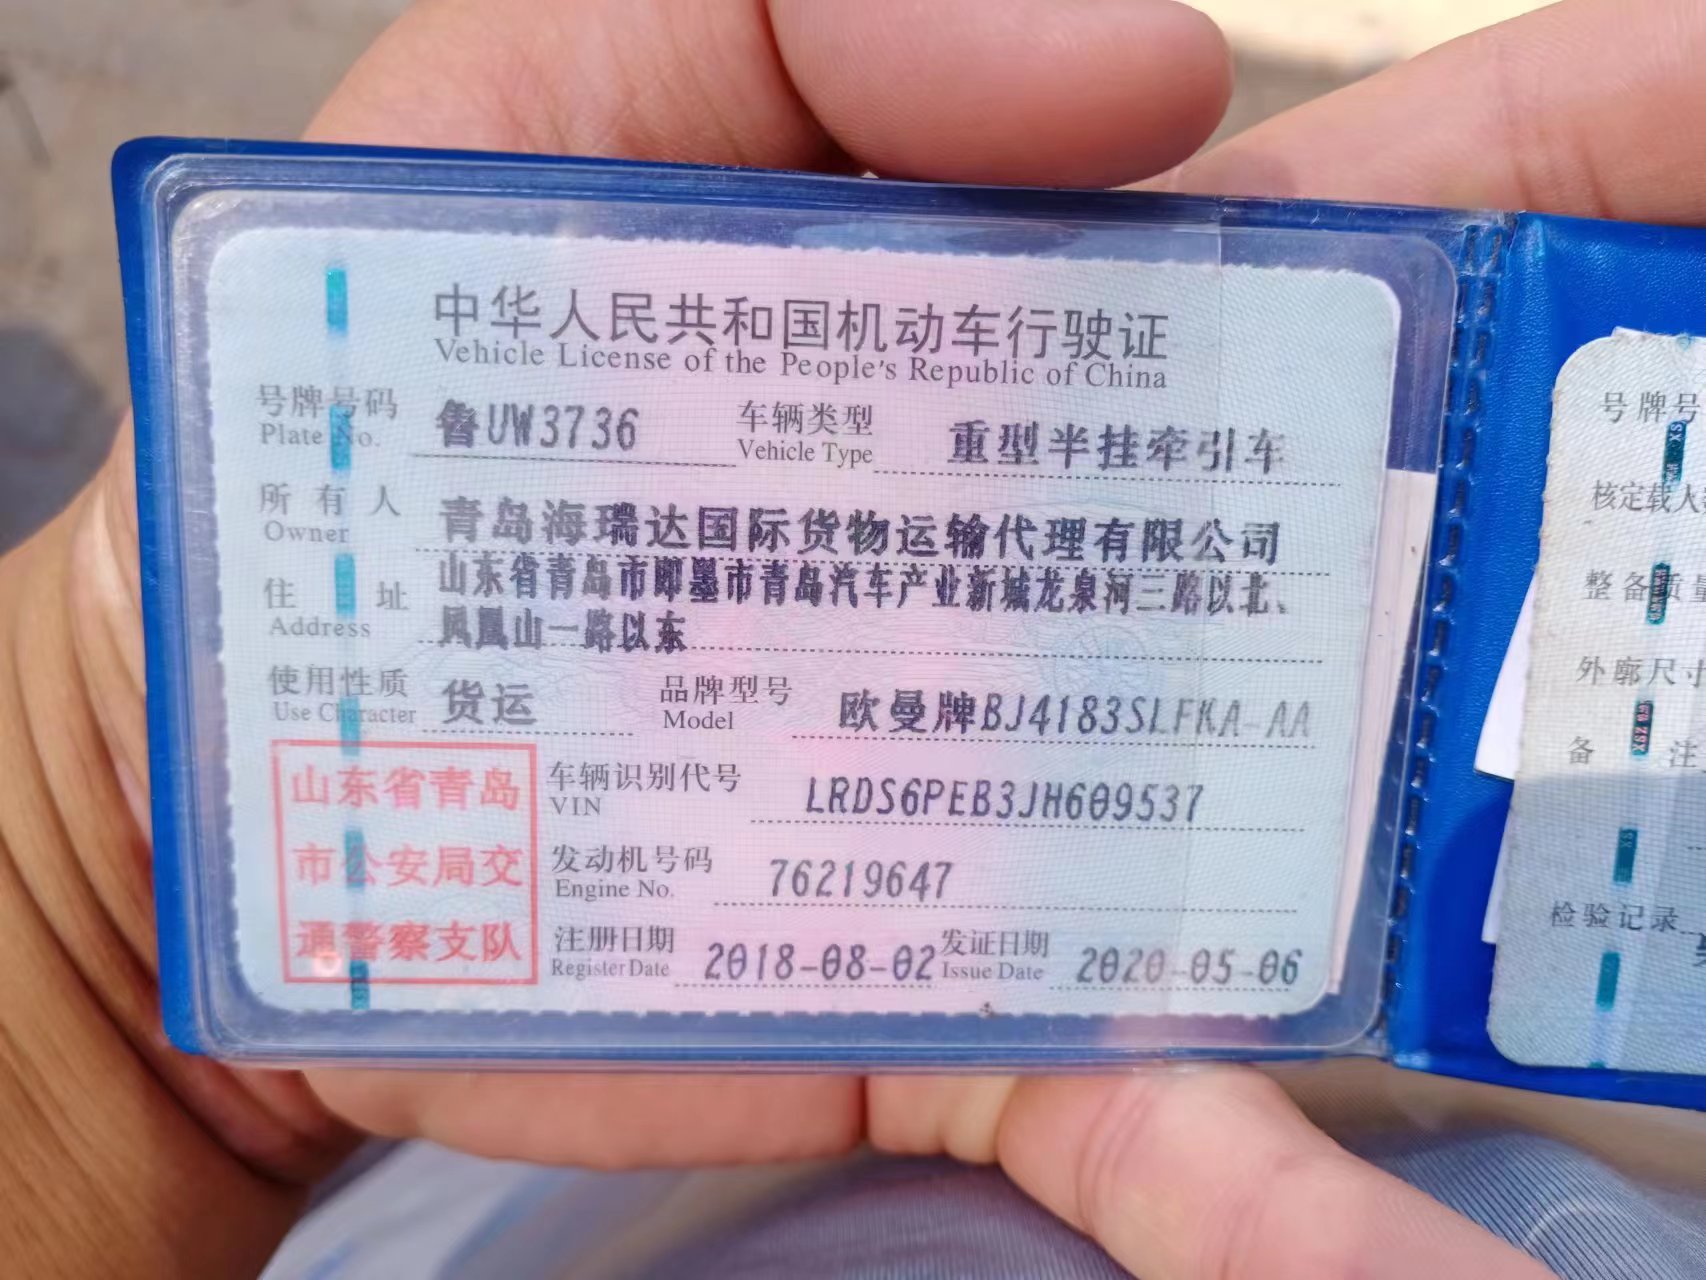 中华人民共和国机动车行驶证
Vehicle License of the People's Republic of China
号牌号码 鲁UW3736 车辆类型 重型半挂牵引车
Plate No. Vehicle Type
所有人 青岛海瑞达国际货物运输代理有限公司
Owner
住址 山东省青岛市即墨市青岛汽车产业新城龙泉河三路以北、
Address 凤凰山一路以东
使用性质 货运 品牌型号 欧曼牌BJ4183SLFKA-AA
Use Character Model
山东省青岛
市公安局交
通警察支队
车辆识别代号 LRDS6PEB3JH609537
VIN
发动机号码 76219647
Engine No.
注册日期 2018-08-02 发证日期 2020-05-06
Register Date Issue Date
号牌号
核定载人
整备质量
外廓尺寸
备 注
检验记录